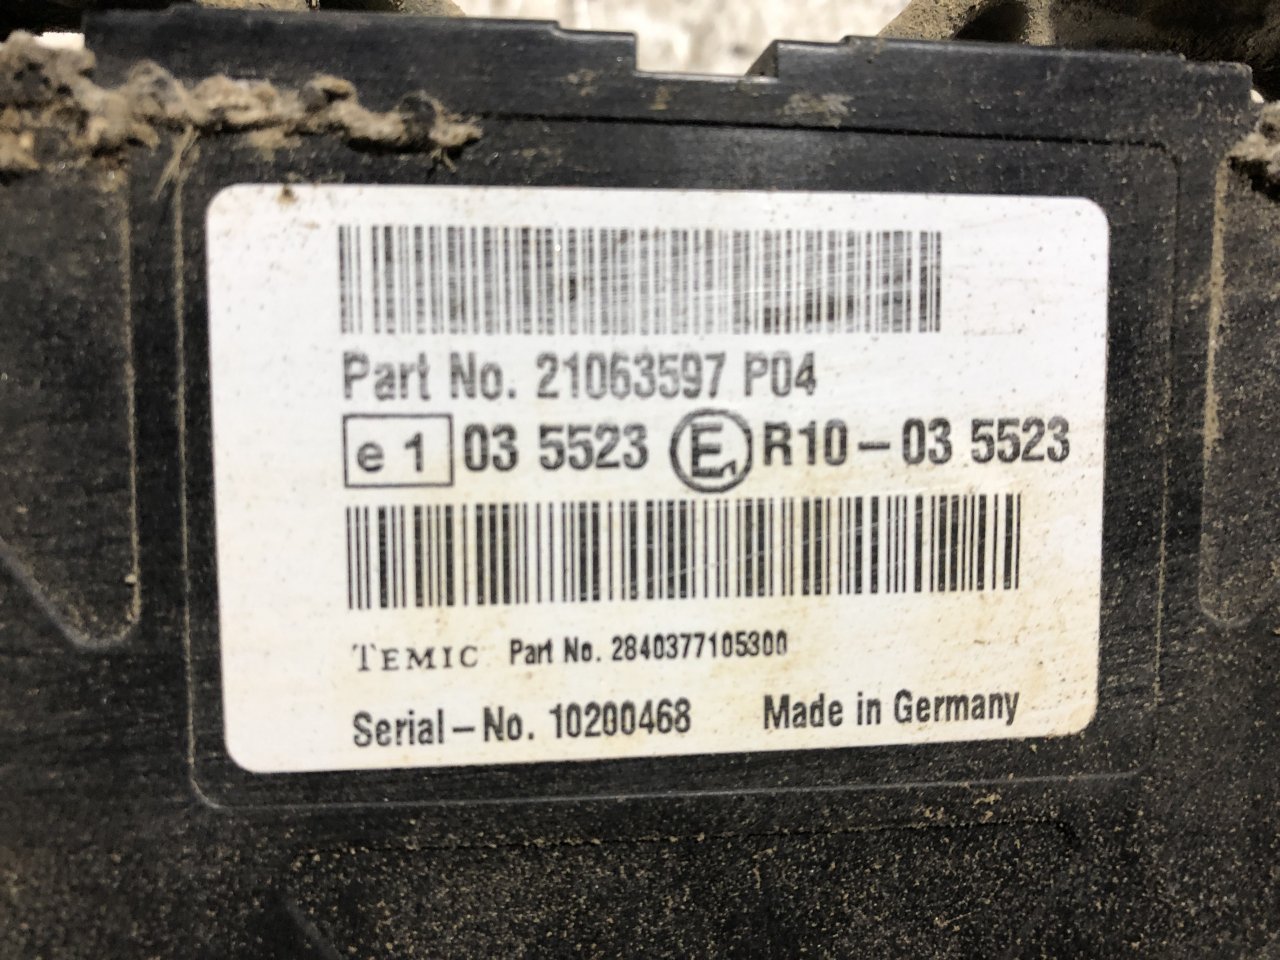 Part No. 21063597 P04
e 1 03 5523 E1 R10-03 5523
TEMIC Part No. 2840377105300
Serial-No. 10200468 Made in Germany